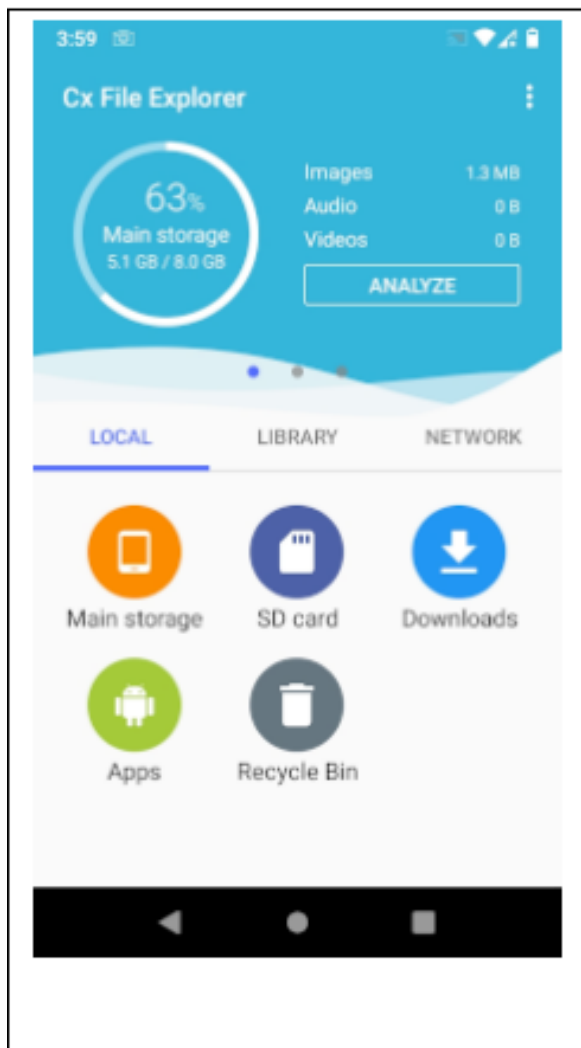 3:59
Cx File Explorer
63%
Main storage
5.1 GB / 8.0 GB
Images 1.3 MB
Audio 0 B
Videos 0 B
ANALYZE
LOCAL LIBRARY NETWORK
Main storage SD card Downloads
Apps Recycle Bin